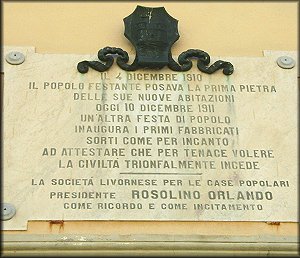 IL 4 DICEMBRE 1910
IL POPOLO FESTANTE POSAVA LA PRIMA PIETRA
DELLE SUE NUOVE ABITAZIONI
OGGI 10 DICEMBRE 1911
UN'ALTRA FESTA DI POPOLO
INAUGURA I PRIMI FABBRICATI
SORTI COME PER INCANTO
AD ATTESTARE CHE PER TENACE VOLERE
LA CIVILTÀ TRIONFALMENTE INCEDE
LA SOCIETÀ LIVORNESE PER LE CASE POPOLARI
PRESIDENTE ROSOLINO ORLANDO
COME RICORDO E COME INCITAMENTO